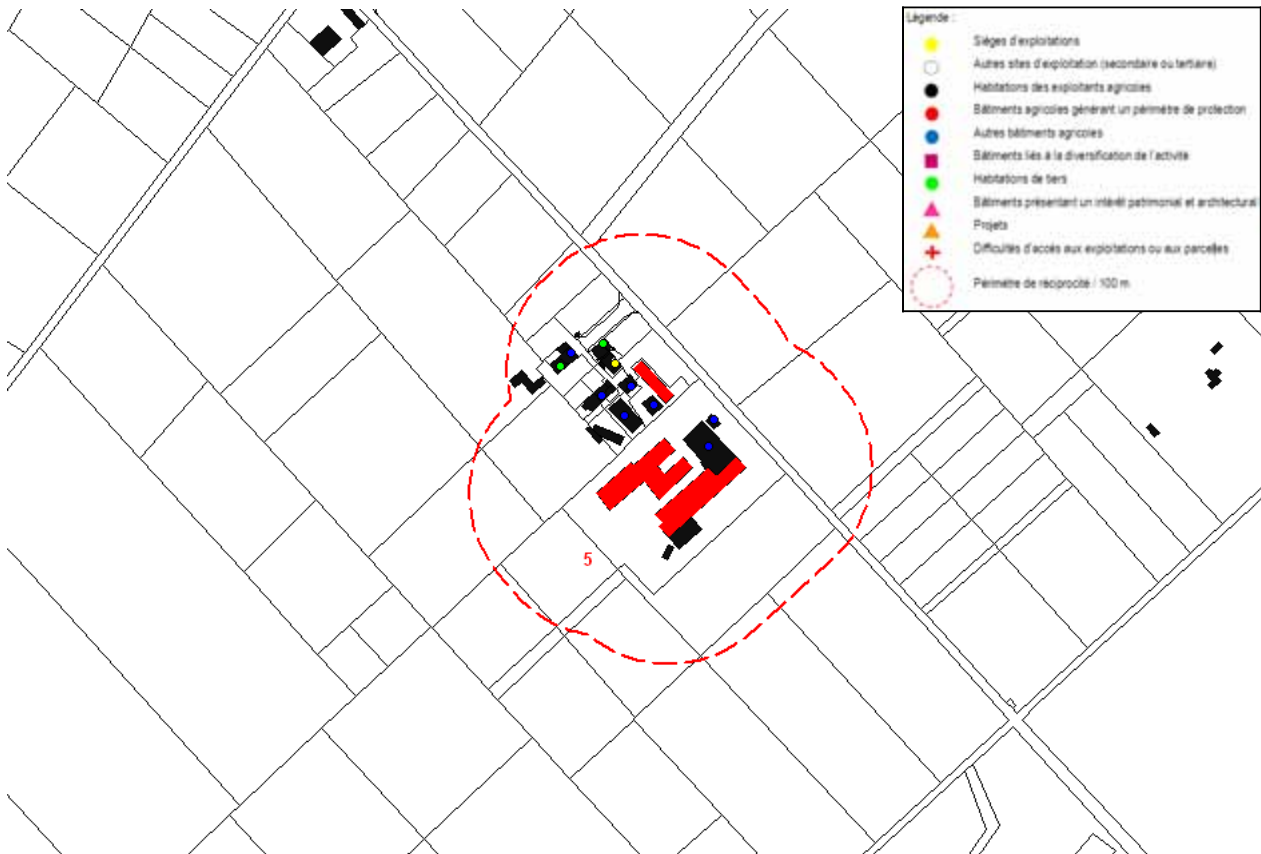 Légende :
Sièges d'exploitations
Autres sites d'exploitation (secondaire ou tertiaire)
Habitations des exploitants agricoles
Bâtiments agricoles générant un périmètre de protection
Autres bâtiments agricoles
Bâtiments liés à la diversification de l'activité
Habitations de tiers
Bâtiments présentant un intérêt patrimonial et architectural
Projets
Difficultés d'accès aux exploitations ou aux parcelles
Périmètre de réciprocité / 100 m
5